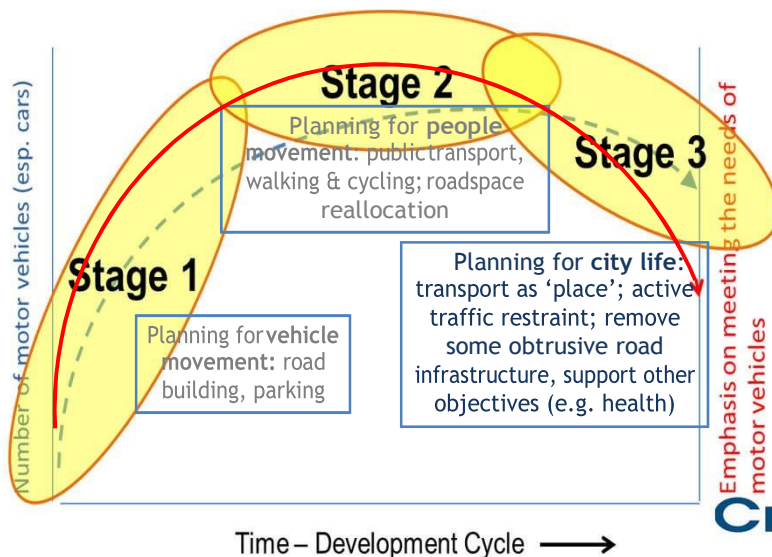 Number of motor vehicles (esp. cars)
Stage 1
Stage 2
Stage 3
Planning for people
movement: public transport,
walking & cycling; roadspace
reallocation
Planning for vehicle
movement: road
building, parking
Planning for city life:
transport as ‘place’; active
traffic restraint; remove
some obtrusive road
infrastructure, support other
objectives (e.g. health)
Emphasis on meeting the needs of
motor vehicles
Time – Development Cycle